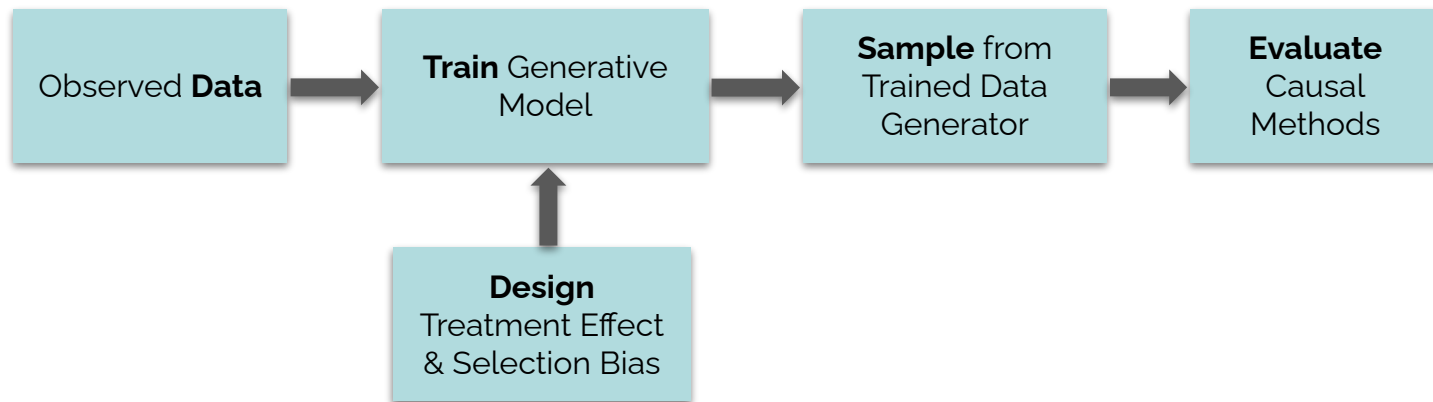 Observed Data
Train Generative
Model
Sample from
Trained Data
Generator
Evaluate
Causal
Methods
Design
Treatment Effect
& Selection Bias